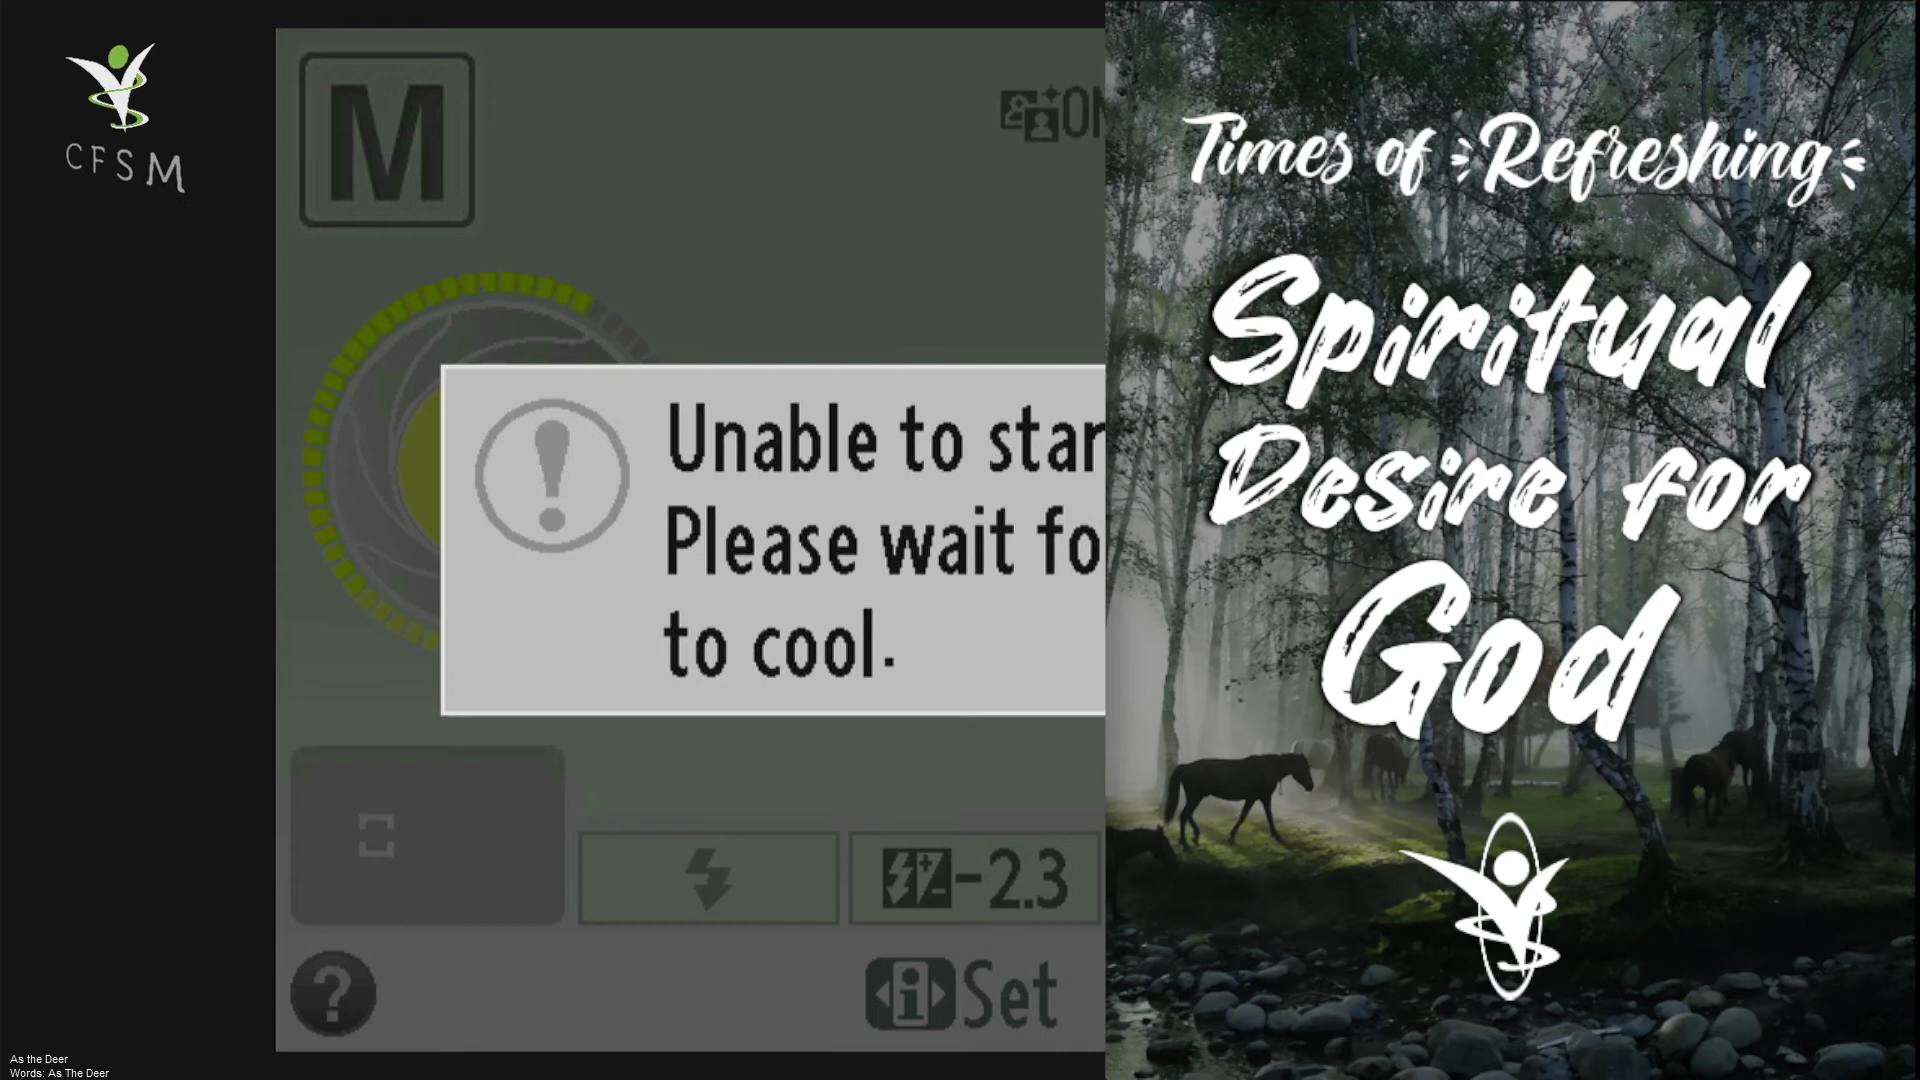 CFSM
M
ON
Unable to star
Please wait fo
to cool.
-2.3
?
i Set
Times of Refreshing
Spiritual
Desire for
God
As the Deer
Words: As The Deer